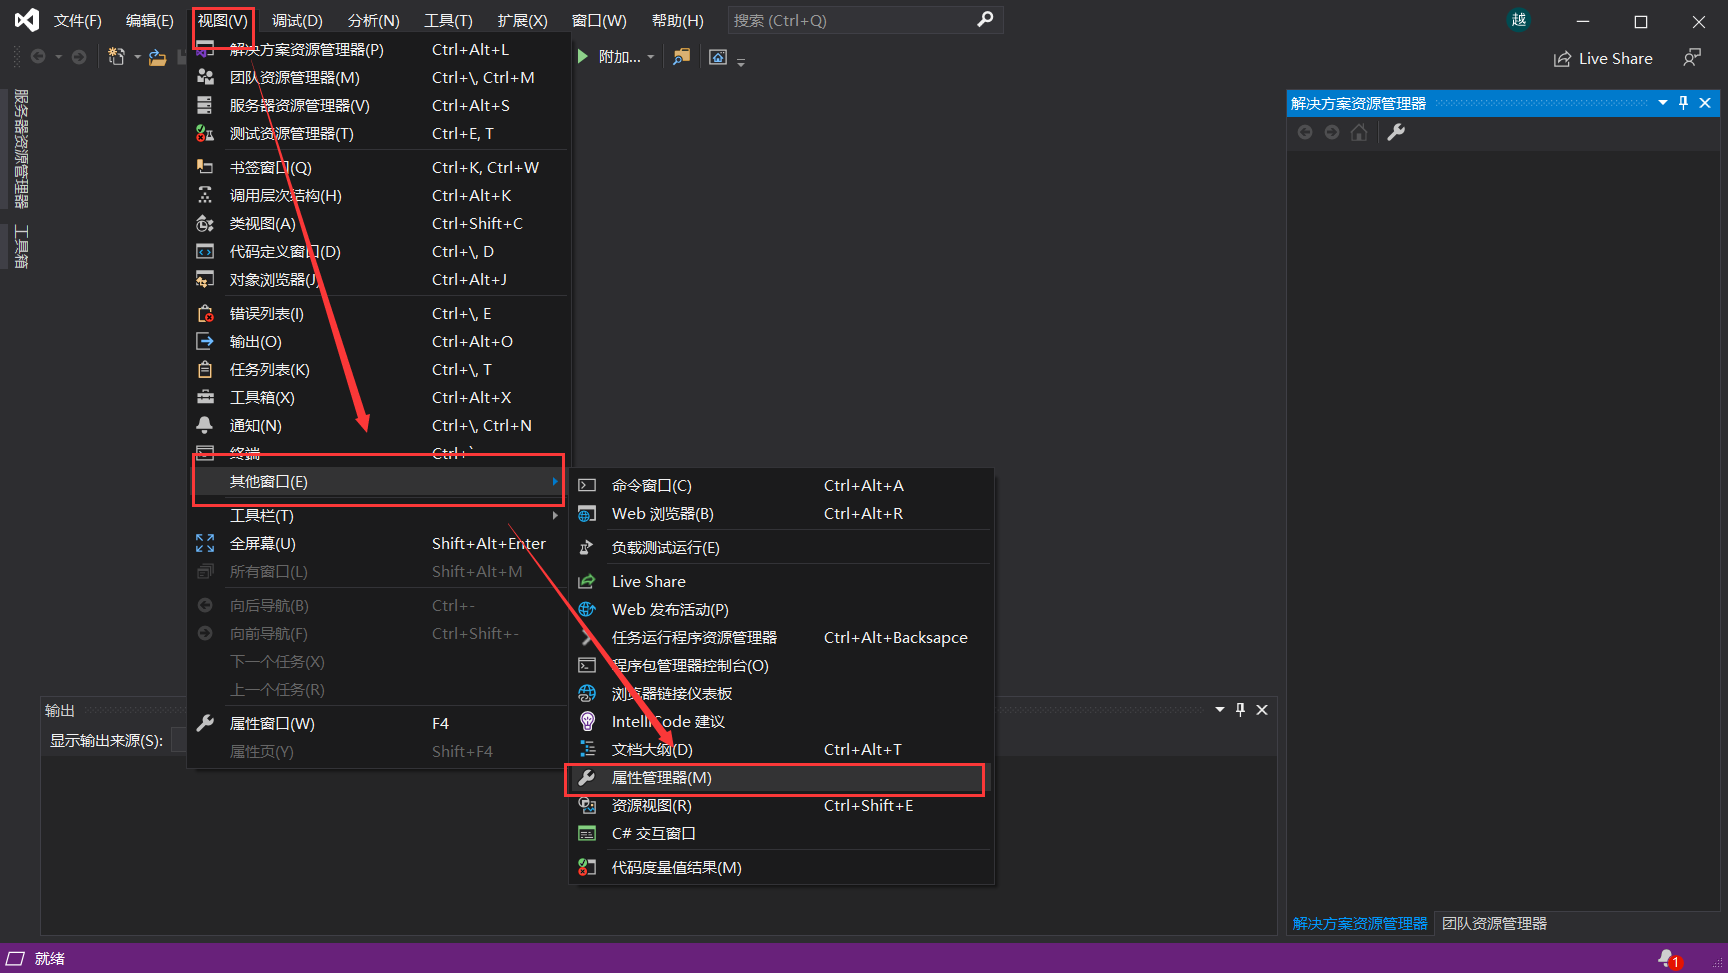 文件(F) 编辑(E) 视图(V) 调试(D) 分析(N) 工具(T) 扩展(X) 窗口(W) 帮助(H) 搜索 (Ctrl+Q) 越
附加... Live Share
服务器资源管理器
工具箱
解决方案资源管理器(P) Ctrl+Alt+L
团队资源管理器(M) Ctrl+\, Ctrl+M
服务器资源管理器(V) Ctrl+Alt+S
测试资源管理器(T) Ctrl+E, T
书签窗口(Q) Ctrl+K, Ctrl+W
调用层次结构(H) Ctrl+Alt+K
类视图(A) Ctrl+Shift+C
代码定义窗口(D) Ctrl+\, D
对象浏览器(J) Ctrl+Alt+J
错误列表(I) Ctrl+\, E
输出(O) Ctrl+Alt+O
任务列表(K) Ctrl+\, T
工具箱(X) Ctrl+Alt+X
通知(N) Ctrl+\, Ctrl+N
终端 Ctrl+`
其他窗口(E)
工具栏(T)
全屏幕(U) Shift+Alt+Enter
所有窗口(L) Shift+Alt+M
向后导航(B) Ctrl+-
向前导航(F) Ctrl+Shift+-
下一个任务(X)
上一个任务(R)
属性窗口(W) F4
属性页(Y) Shift+F4
命令窗口(C) Ctrl+Alt+A
Web 浏览器(B) Ctrl+Alt+R
负载测试运行(E)
Live Share
Web 发布活动(P)
任务运行程序资源管理器 Ctrl+Alt+Backsapce
程序包管理器控制台(O)
浏览器链接仪表板
IntelliCode 建议
文档大纲(D) Ctrl+Alt+T
属性管理器(M)
资源视图(R) Ctrl+Shift+E
C# 交互窗口
代码度量值结果(M)
输出
显示输出来源(S):
解决方案资源管理器
解决方案资源管理器 团队资源管理器
就绪 1